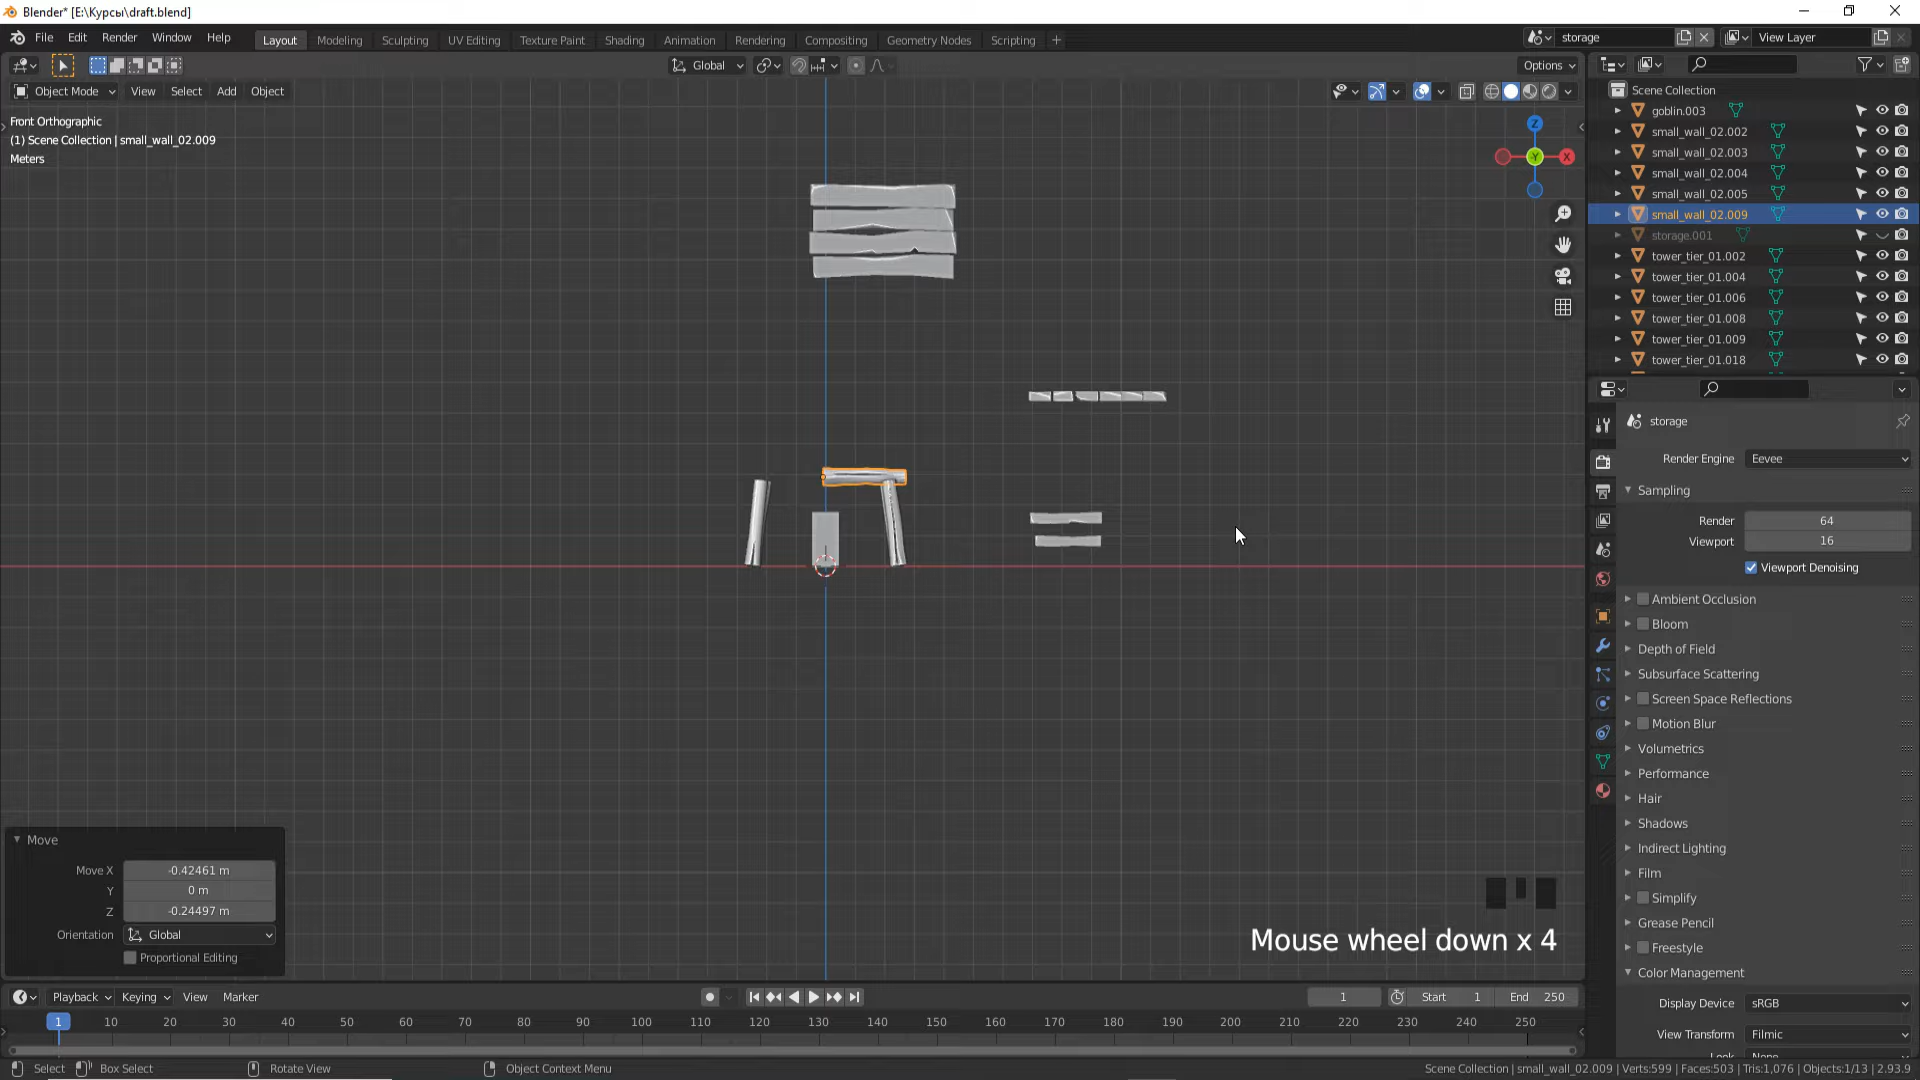 Blender* [E:\Курсы\draft.blend]
File Edit Render Window Help
Layout Modeling Sculpting UV Editing Texture Paint Shading Animation Rendering Compositing Geometry Nodes Scripting +
storage
View Layer
Global
Options
Object Mode View Select Add Object
Front Orthographic
(1) Scene Collection | small_wall_02.009
Meters
Z
Y
X
Scene Collection
goblin.003
small_wall_02.002
small_wall_02.003
small_wall_02.004
small_wall_02.005
small_wall_02.009
storage.001
tower_tier_01.002
tower_tier_01.004
tower_tier_01.006
tower_tier_01.008
tower_tier_01.009
tower_tier_01.018
storage
Render Engine Eevee
Sampling
Render 64
Viewport 16
Viewport Denoising
Ambient Occlusion
Bloom
Depth of Field
Subsurface Scattering
Screen Space Reflections
Motion Blur
Volumetrics
Performance
Hair
Shadows
Indirect Lighting
Film
Simplify
Grease Pencil
Freestyle
Color Management
Display Device sRGB
View Transform Filmic
Look None
Move
Move X -0.42461 m
Y 0 m
Z -0.24497 m
Orientation Global
Proportional Editing
Mouse wheel down x 4
Playback Keying View Marker
1 Start 1 End 250
1 10 20 30 40 50 60 70 80 90 100 110 120 130 140 150 160 170 180 190 200 210 220 230 240 250
Select Box Select Rotate View Object Context Menu
Scene Collection | small_wall_02.009 | Verts:599 | Faces:503 | Tris:1,076 | Objects:1/13 | 2.93.9